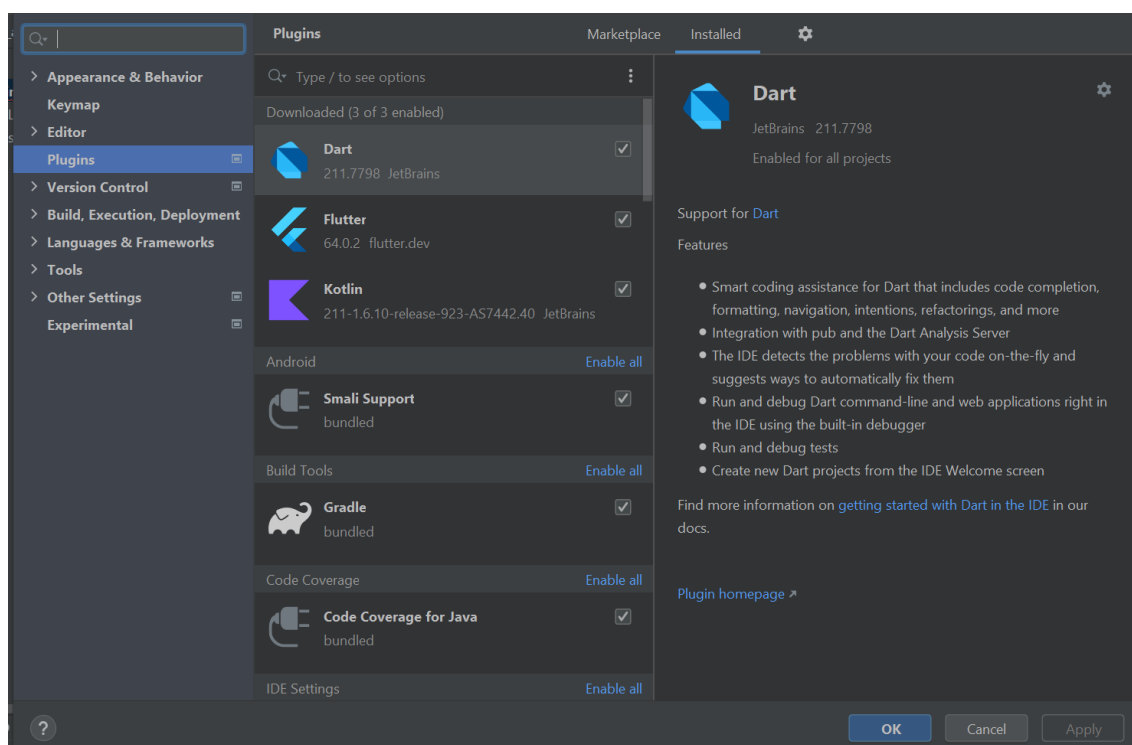 Appearance & Behavior
Keymap
Editor
Plugins
Version Control
Build, Execution, Deployment
Languages & Frameworks
Tools
Other Settings
Experimental
Plugins
Marketplace
Installed
Type / to see options
Downloaded (3 of 3 enabled)
Dart
211.7798 JetBrains
Flutter
64.0.2 flutter.dev
Kotlin
211-1.6.10-release-923-AS7442.40 JetBrains
Android Enable all
Smali Support
bundled
Build Tools Enable all
Gradle
bundled
Code Coverage Enable all
Code Coverage for Java
bundled
IDE Settings Enable all
Dart
JetBrains 211.7798
Enabled for all projects
Support for Dart
Features
Smart coding assistance for Dart that includes code completion,
formatting, navigation, intentions, refactorings, and more
Integration with pub and the Dart Analysis Server
The IDE detects the problems with your code on-the-fly and
suggests ways to automatically fix them
Run and debug Dart command-line and web applications right in
the IDE using the built-in debugger
Run and debug tests
Create new Dart projects from the IDE Welcome screen
Find more information on getting started with Dart in the IDE in our
docs.
Plugin homepage
?
OK
Cancel
Apply